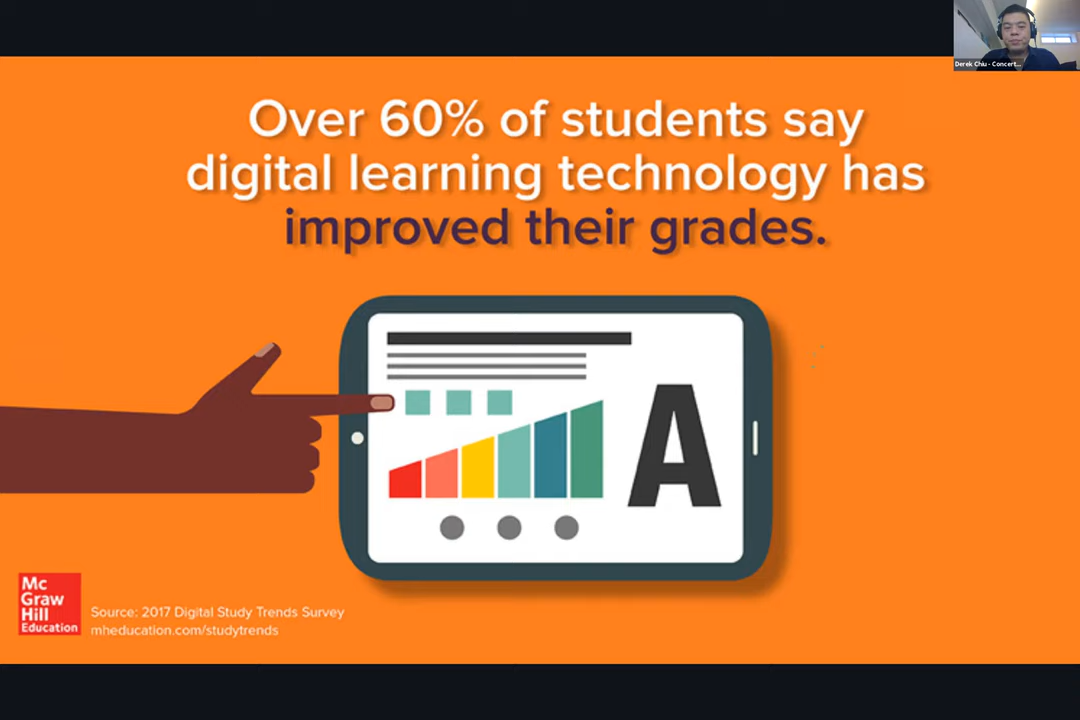 Derek Chiu - Concert...
Over 60% of students say
digital learning technology has
improved their grades.
A
Mc
Graw
Hill
Education
Source: 2017 Digital Study Trends Survey
mheducation.com/studytrends